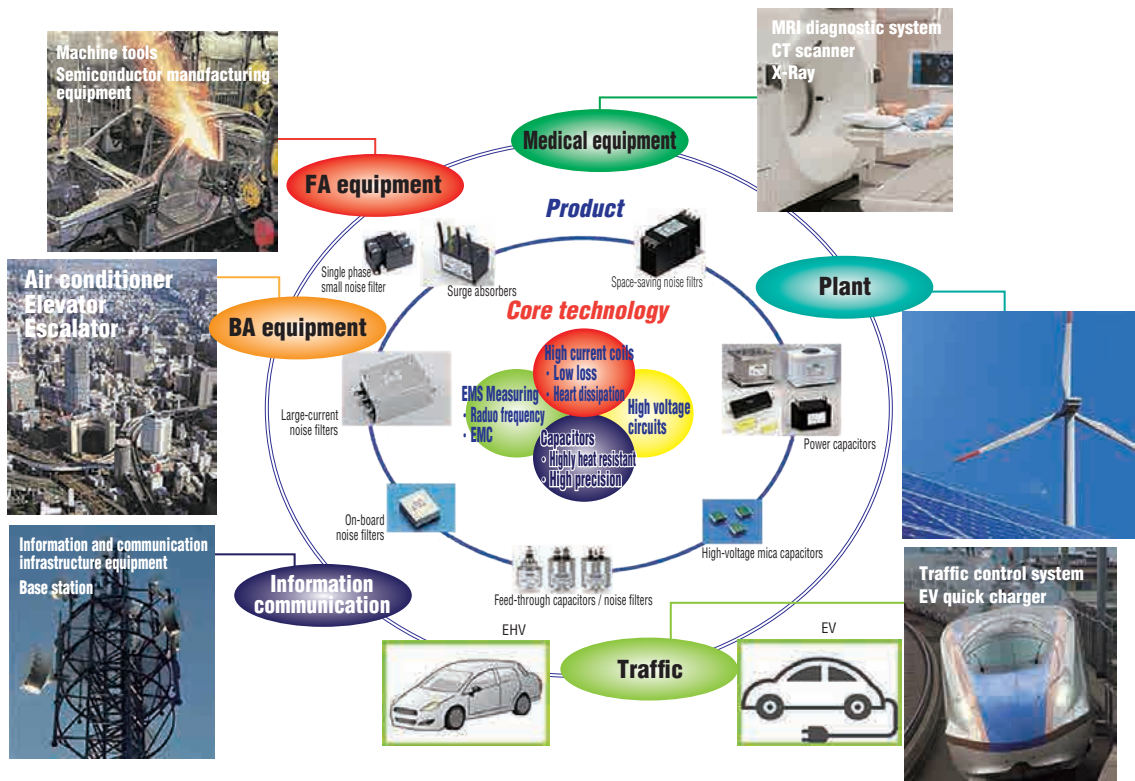 Machine tools
Semiconductor manufacturing
equipment
MRI diagnostic system
CT scanner
X-Ray
Medical equipment
FA equipment
Product
Single phase
small noise filter
Surge absorbers
Space-saving noise filtrs
Air conditioner
Elevator
Escalator
BA equipment
Plant
Core technology
High current coils
・Low loss
・Heart dissipation
EMS Measuring
・Raduo frequency
・EMC
High voltage
circuits
Capacitors
・Highly heat resistant
・High precision
Large-current
noise filters
Power capacitors
On-board
noise filters
High-voltage mica capacitors
Feed-through capacitors / noise filters
Information and communication
infrastructure equipment
Base station
Information
communication
Traffic control system
EV quick charger
EHV
Traffic
EV